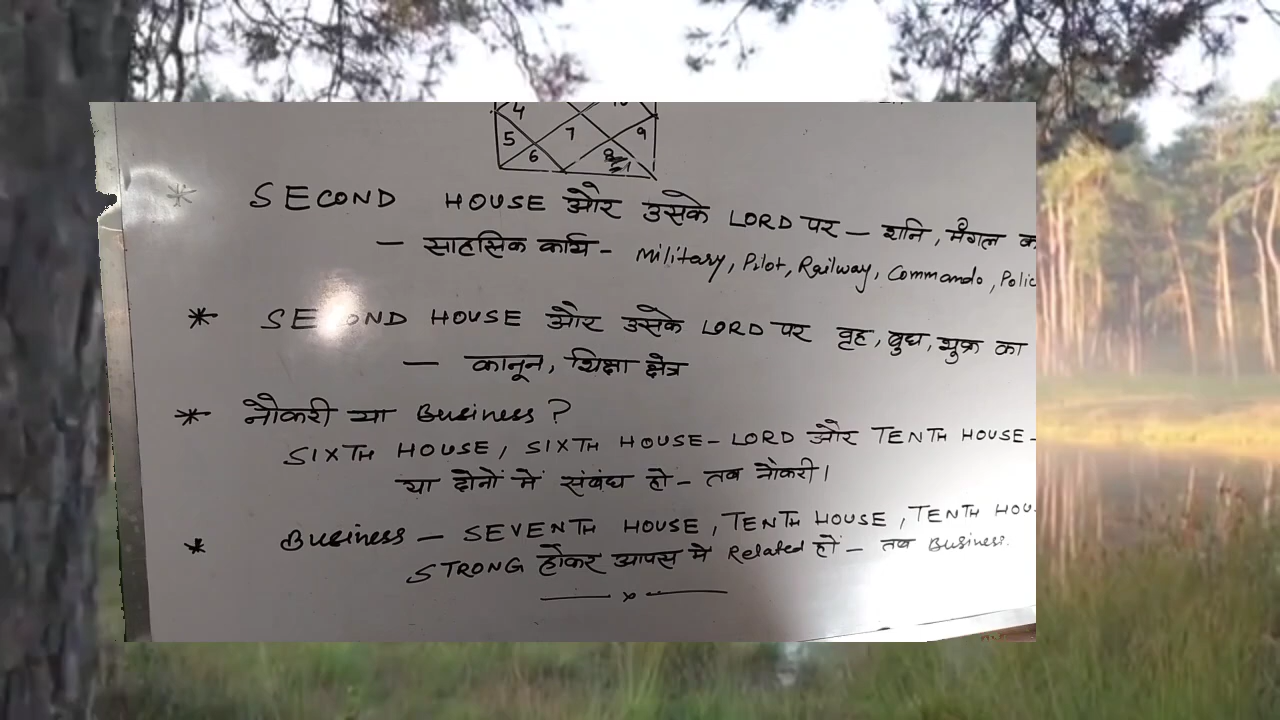 4
5 7 9
6 8
* SECOND HOUSE और उसके LORD पर – शनि, मंगल
– साहसिक कार्य – Military, Pilot, Railway, Commando, Polic
* SECOND HOUSE और उसके LORD पर वृह, बुध, शुक्र का
– कानून, शिक्षा क्षेत्र
* नौकरी या Business?
SIXTH HOUSE, SIXTH HOUSE-LORD और TENTH HOUSE-
या दोनों में संबंध हो – तब नौकरी।
* Business – SEVENTH HOUSE, TENTH HOUSE, TENTH HOU
STRONG होकर आपस में Related हो – तब Business.
x